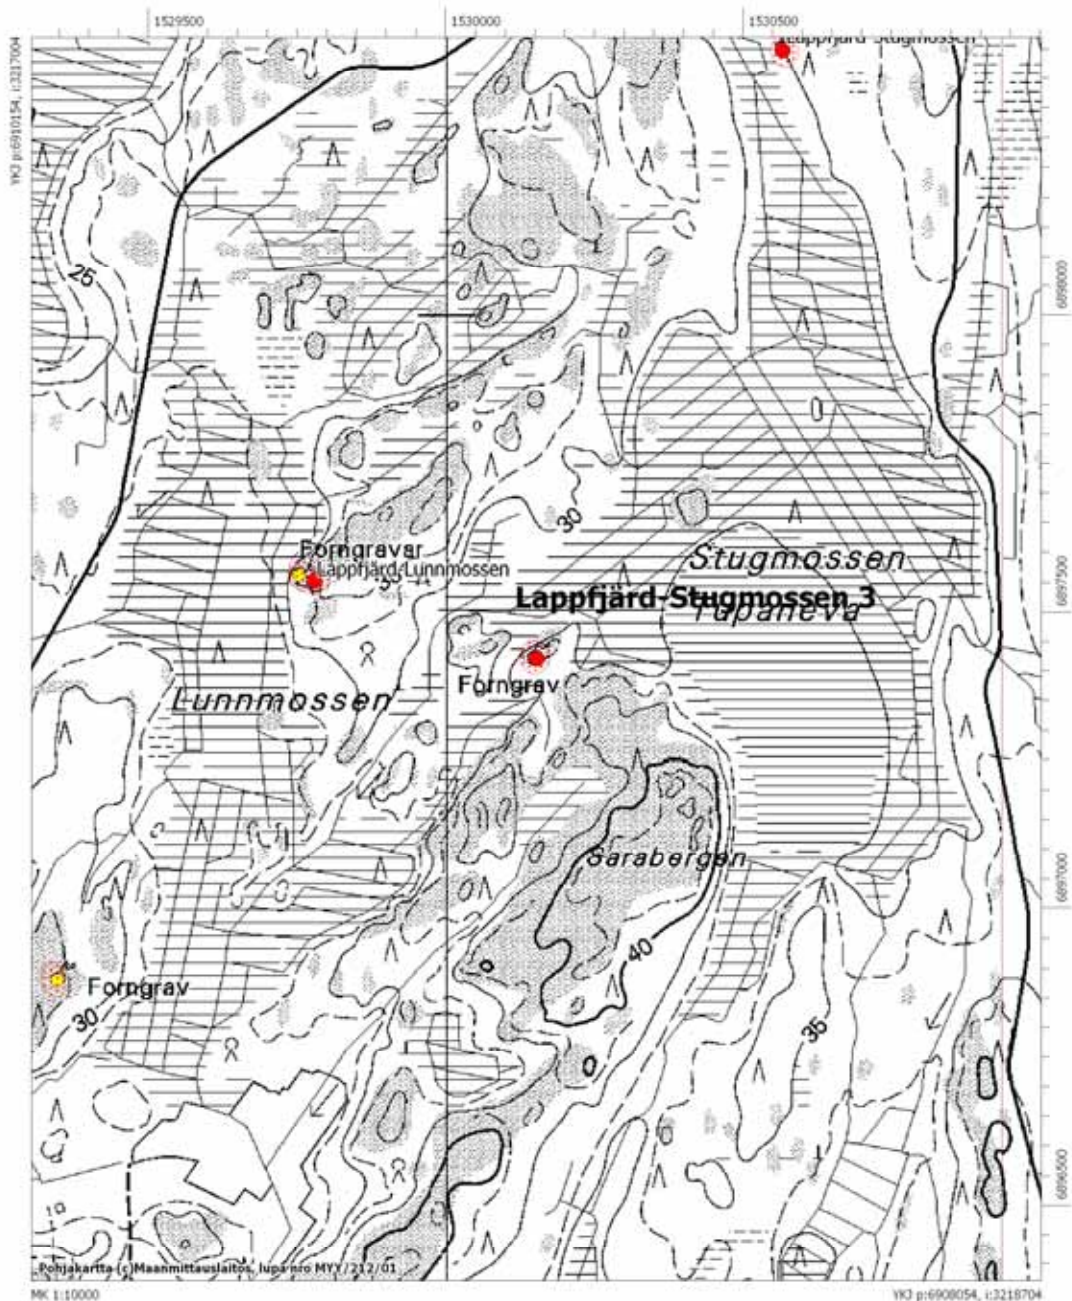 1529500
1530000
1530500
YKJ p:6910154, i:3217004
Lappfjärd-Stugmossen
25
6898000
30
Forngravar
Lappfjärd-Lunnmossen
Stugmossen
Tupaneva
Lappfjärd-Stugmossen 3
6897500
Forngrav
Lunnmossen
Sarabergen
6897000
40
Forngrav
30
35
6896500
Pohjakartta (c)Maanmittauslaitos, lupa nro MYY/212/01
MK 1:10000
YKJ p:6908054, i:3218704